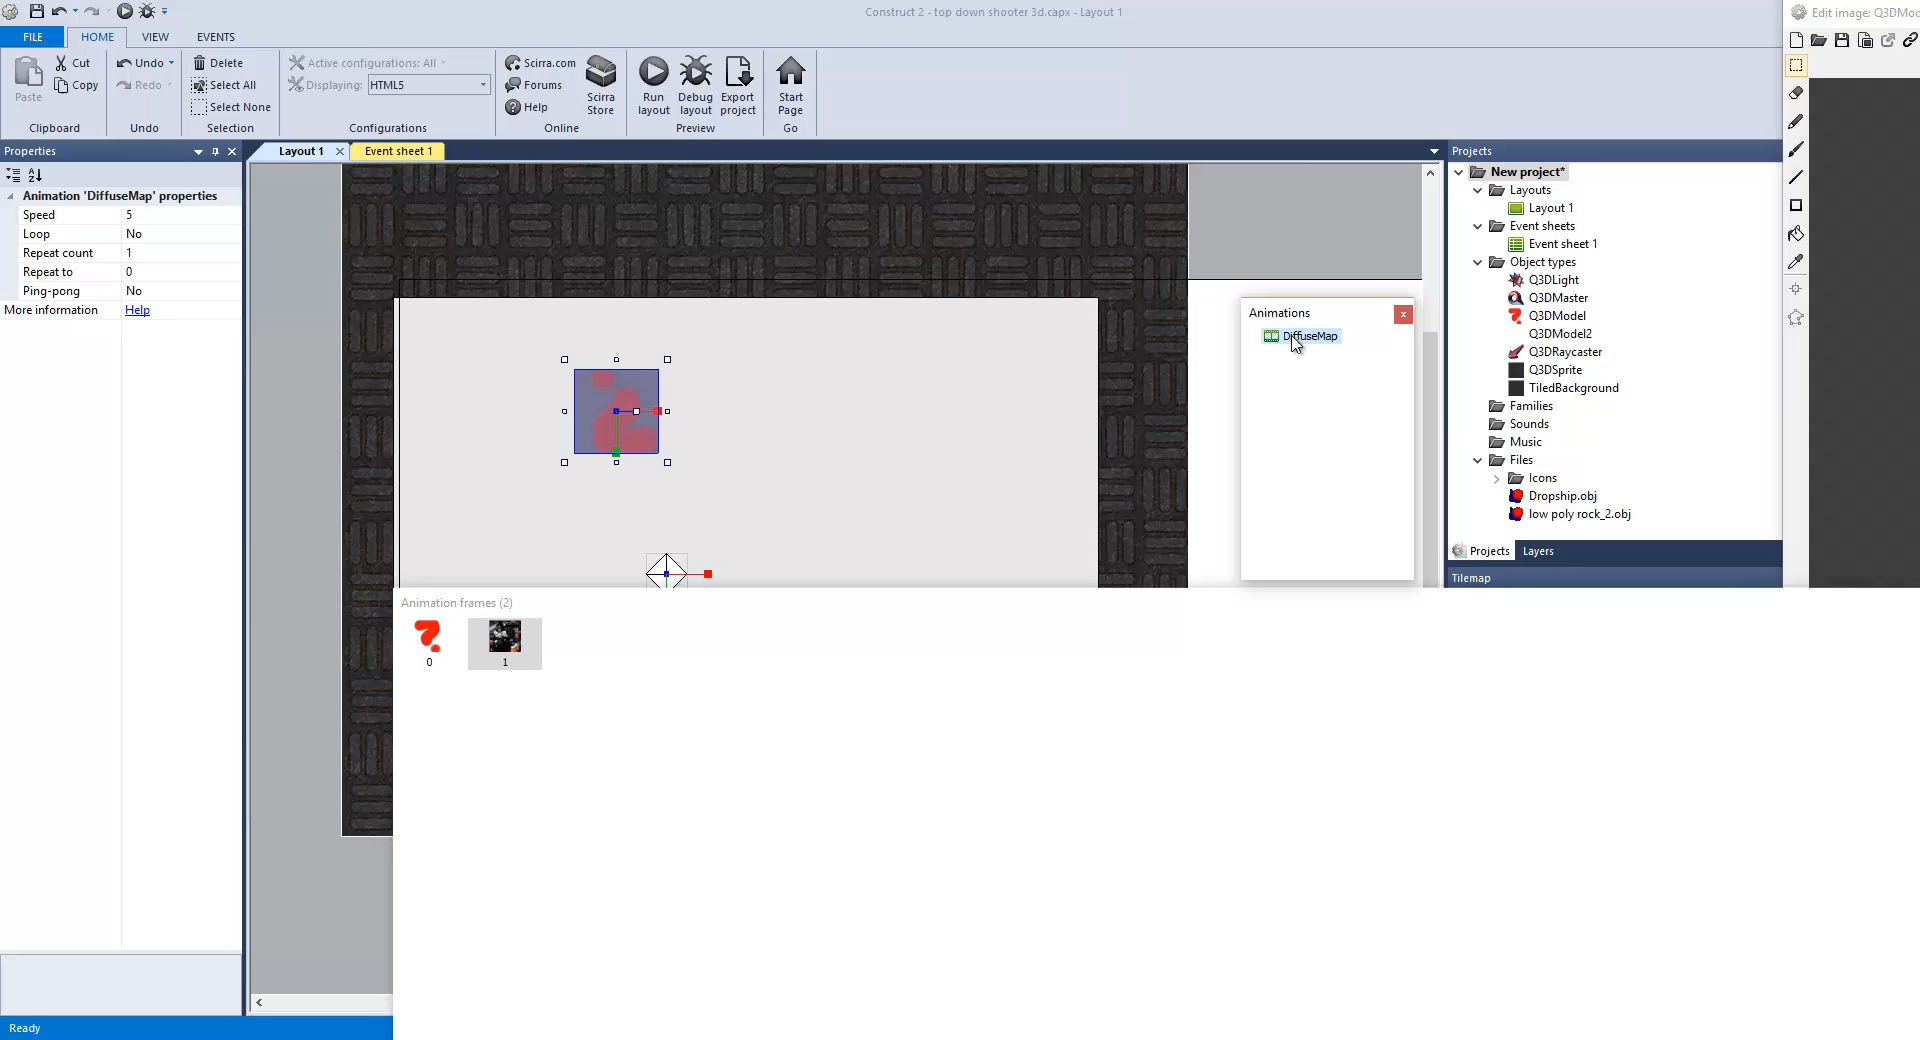 Construct 2 - top down shooter 3d.capx - Layout 1
Edit image: Q3DMod
FILE
HOME
VIEW
EVENTS
Paste
Cut
Copy
Clipboard
Undo
Redo
Undo
Delete
Select All
Select None
Selection
Active configurations: All
Displaying:
HTML5
Configurations
Scirra.com
Forums
Help
Scirra Store
Online
Run layout
Debug layout
Export project
Preview
Start Page
Go
Properties
Animation 'DiffuseMap' properties
Speed 5
Loop No
Repeat count 1
Repeat to 0
Ping-pong No
More information Help
Layout 1
Event sheet 1
Animations
DiffuseMap
Animation frames (2)
0
1
Projects
New project*
Layouts
Layout 1
Event sheets
Event sheet 1
Object types
Q3DLight
Q3DMaster
Q3DModel
Q3DModel2
Q3DRaycaster
Q3DSprite
TiledBackground
Families
Sounds
Music
Files
Icons
Dropship.obj
low poly rock_2.obj
Projects
Layers
Tilemap
Ready